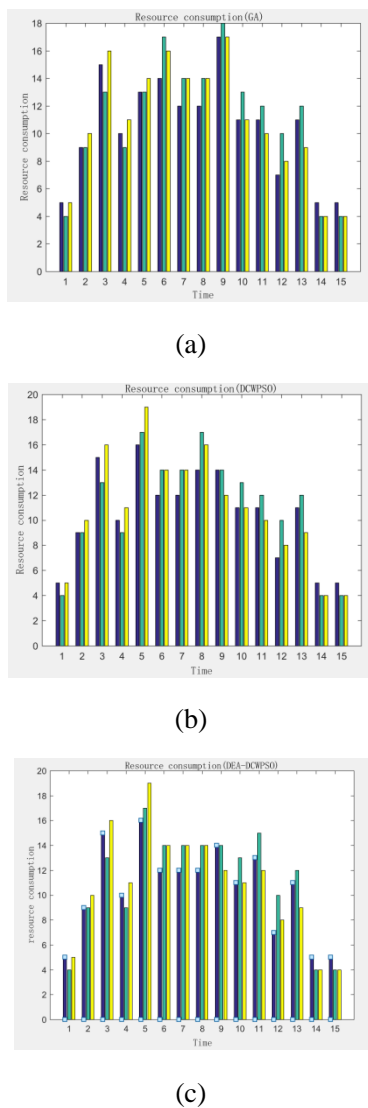 Resource consumption(GA)
18
16
14
12
10
8
6
4
2
0
Resource consumption
1 2 3 4 5 6 7 8 9 10 11 12 13 14 15
Time
(a)
Resource consumption(DCWPSO)
20
18
16
14
12
10
8
6
4
2
0
Resource consumption
1 2 3 4 5 6 7 8 9 10 11 12 13 14 15
Time
(b)
Resource consumption(DEA-DCWPSO)
20
18
16
14
12
10
8
6
4
2
0
resource consumption
1 2 3 4 5 6 7 8 9 10 11 12 13 14 15
Time
(c)